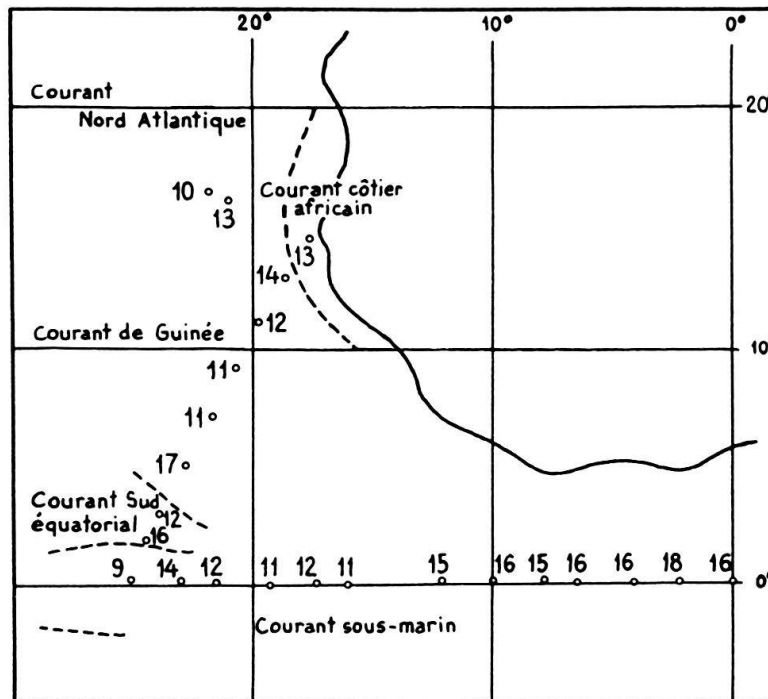 20° 10° 0°
Courant
20°
Nord Atlantique
10
13
Courant côtier
africain
13
14
12
Courant de Guinée
10°
11
11
17
Courant Sud
équatorial
12
16
9 14 12 11 12 11 15 16 15 16 16 18 16
0°
Courant sous-marin